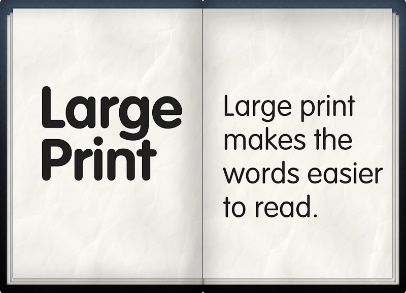 Large
Print
Large print
makes the
words easier
to read.